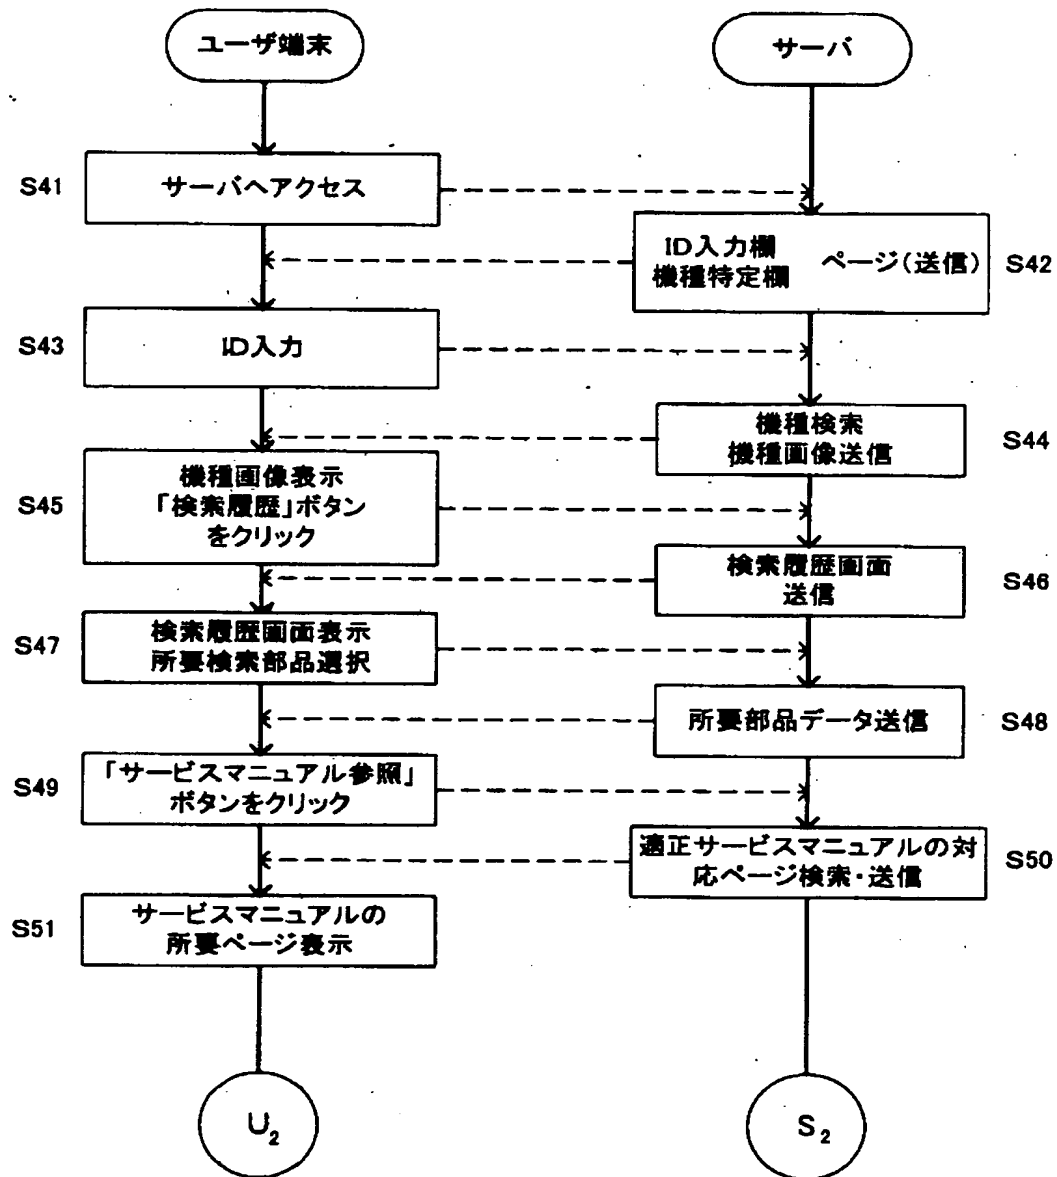 ユーザ端末
サーバ
S41
サーバへアクセス
ID入力欄
機種特定欄
ページ(送信)
S42
S43
ID入力
機種検索
機種画像送信
S44
S45
機種画像表示
「検索履歴」ボタン
をクリック
検索履歴画面
送信
S46
S47
検索履歴画面表示
所要検索部品選択
所要部品データ送信
S48
S49
「サービスマニュアル参照」
ボタンをクリック
適正サービスマニュアルの対
応ページ検索・送信
S50
S51
サービスマニュアルの
所要ページ表示
U2
S2